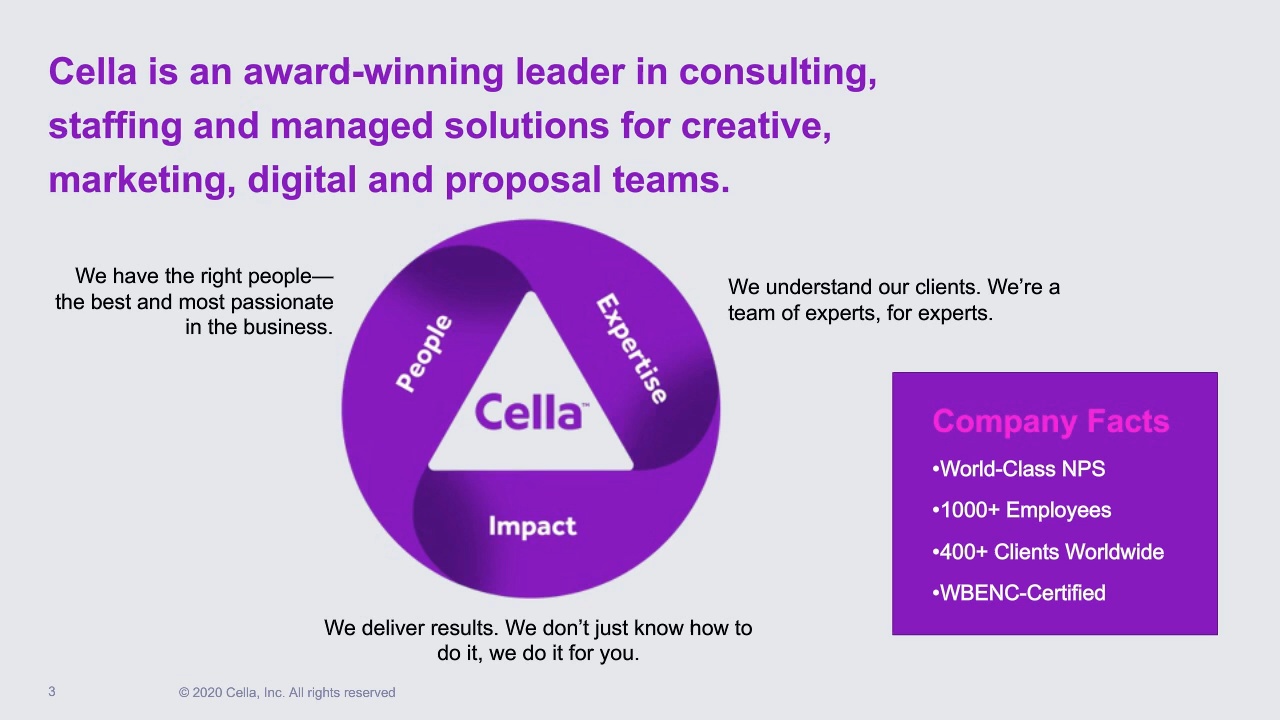 Cella is an award-winning leader in consulting,
staffing and managed solutions for creative,
marketing, digital and proposal teams.
We have the right people—
the best and most passionate
in the business.
People
Expertise
Cella™
Impact
We understand our clients. We’re a
team of experts, for experts.
Company Facts
•World-Class NPS
•1000+ Employees
•400+ Clients Worldwide
•WBENC-Certified
We deliver results. We don’t just know how to
do it, we do it for you.
3
© 2020 Cella, Inc. All rights reserved